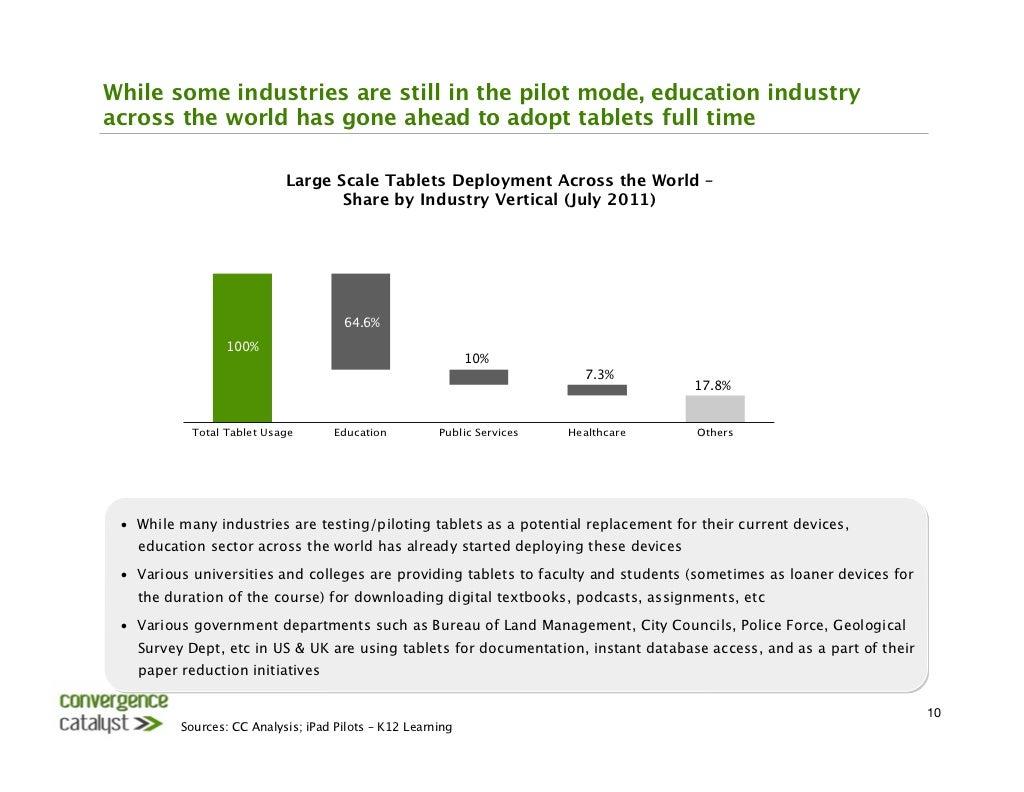 While some industries are still in the pilot mode, education industry
across the world has gone ahead to adopt tablets full time
Large Scale Tablets Deployment Across the World –
Share by Industry Vertical (July 2011)
100%
64.6%
10%
7.3%
17.8%
Total Tablet Usage
Education
Public Services
Healthcare
Others
• While many industries are testing/piloting tablets as a potential replacement for their current devices,
education sector across the world has already started deploying these devices
• Various universities and colleges are providing tablets to faculty and students (sometimes as loaner devices for
the duration of the course) for downloading digital textbooks, podcasts, assignments, etc
• Various government departments such as Bureau of Land Management, City Councils, Police Force, Geological
Survey Dept, etc in US & UK are using tablets for documentation, instant database access, and as a part of their
paper reduction initiatives
convergence
catalyst
Sources: CC Analysis; iPad Pilots – K12 Learning
10